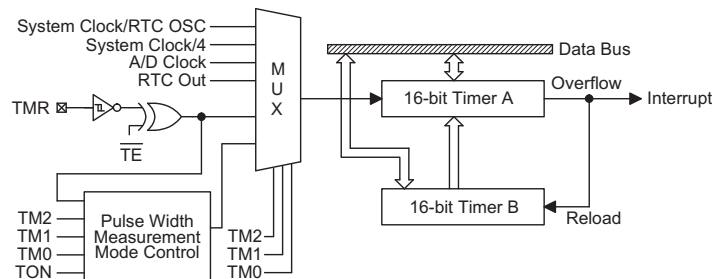 System Clock/RTC OSC
System Clock/4
A/D Clock
RTC Out
TMR
TE
MUX
Data Bus
16-bit Timer A
Overflow
Interrupt
16-bit Timer B
Reload
TM2
TM1
TM0
TON
Pulse Width
Measurement
Mode Control
TM2
TM1
TM0